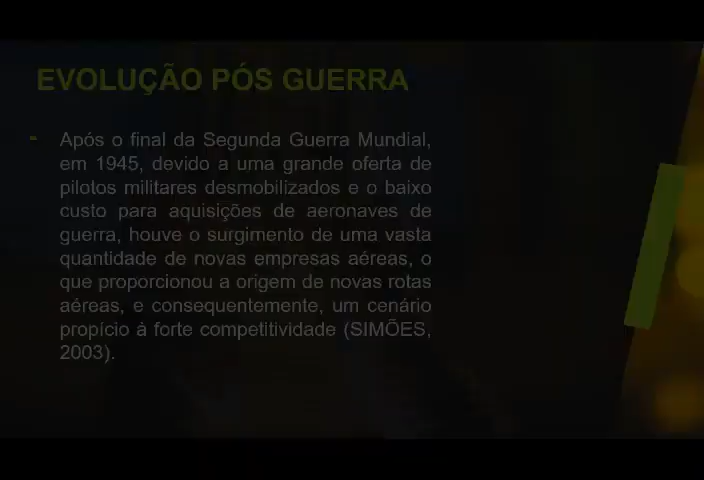 EVOLUÇÃO PÓS GUERRA
Após o final da Segunda Guerra Mundial,
em 1945, devido a uma grande oferta de
pilotos militares desmobilizados e o baixo
custo para aquisições de aeronaves de
guerra, houve o surgimento de uma vasta
quantidade de novas empresas aéreas, o
que proporcionou a origem de novas rotas
aéreas, e consequentemente, um cenário
propício à forte competitividade (SIMÕES,
2003).